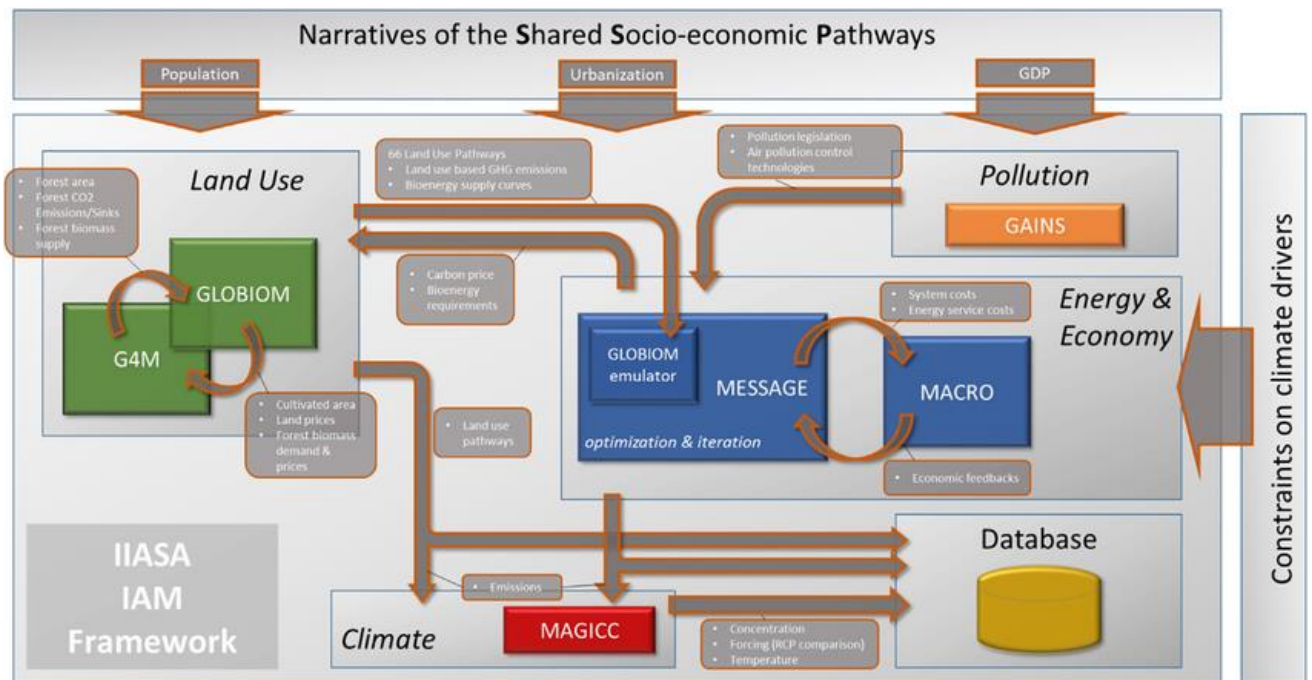 Narratives of the Shared Socio-economic Pathways
Population
Urbanization
GDP
• Forest area
• Forest CO2
Emissions/Sinks
• Forest biomass
supply
Land Use
GLOBIOM
G4M
• Cultivated area
• Land prices
• Forest biomass
demand &
prices
66 Land Use Pathways
• Land use based GHG emissions
• Bioenergy supply curves
• Carbon price
• Bioenergy
requirements
• Pollution legislation
• Air pollution control
technologies
Pollution
GAINS
Energy &
Economy
• System costs
• Energy service costs
GLOBIOM
emulator
MESSAGE
optimization & iteration
MACRO
• Economic feedbacks
• Land use
pathways
Constraints on climate drivers
IIASA
IAM
Framework
• Emissions
Climate
MAGICC
• Concentration
• Forcing (RCP comparison)
• Temperature
Database